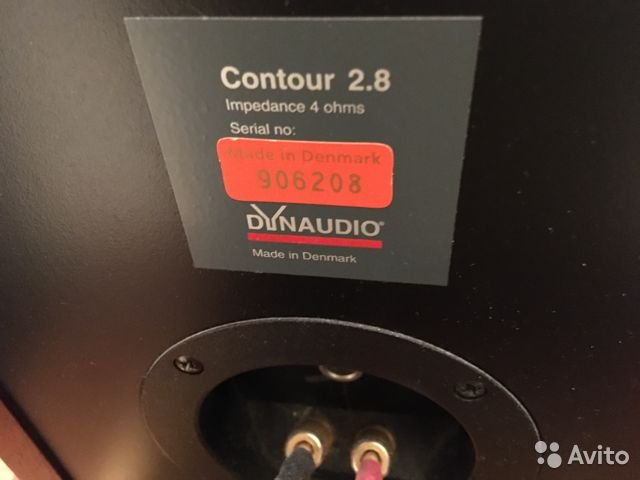 Contour 2.8
Impedance 4 ohms
Serial no:
Made in Denmark
906208
DYNAUDIO®
Made in Denmark
Avito